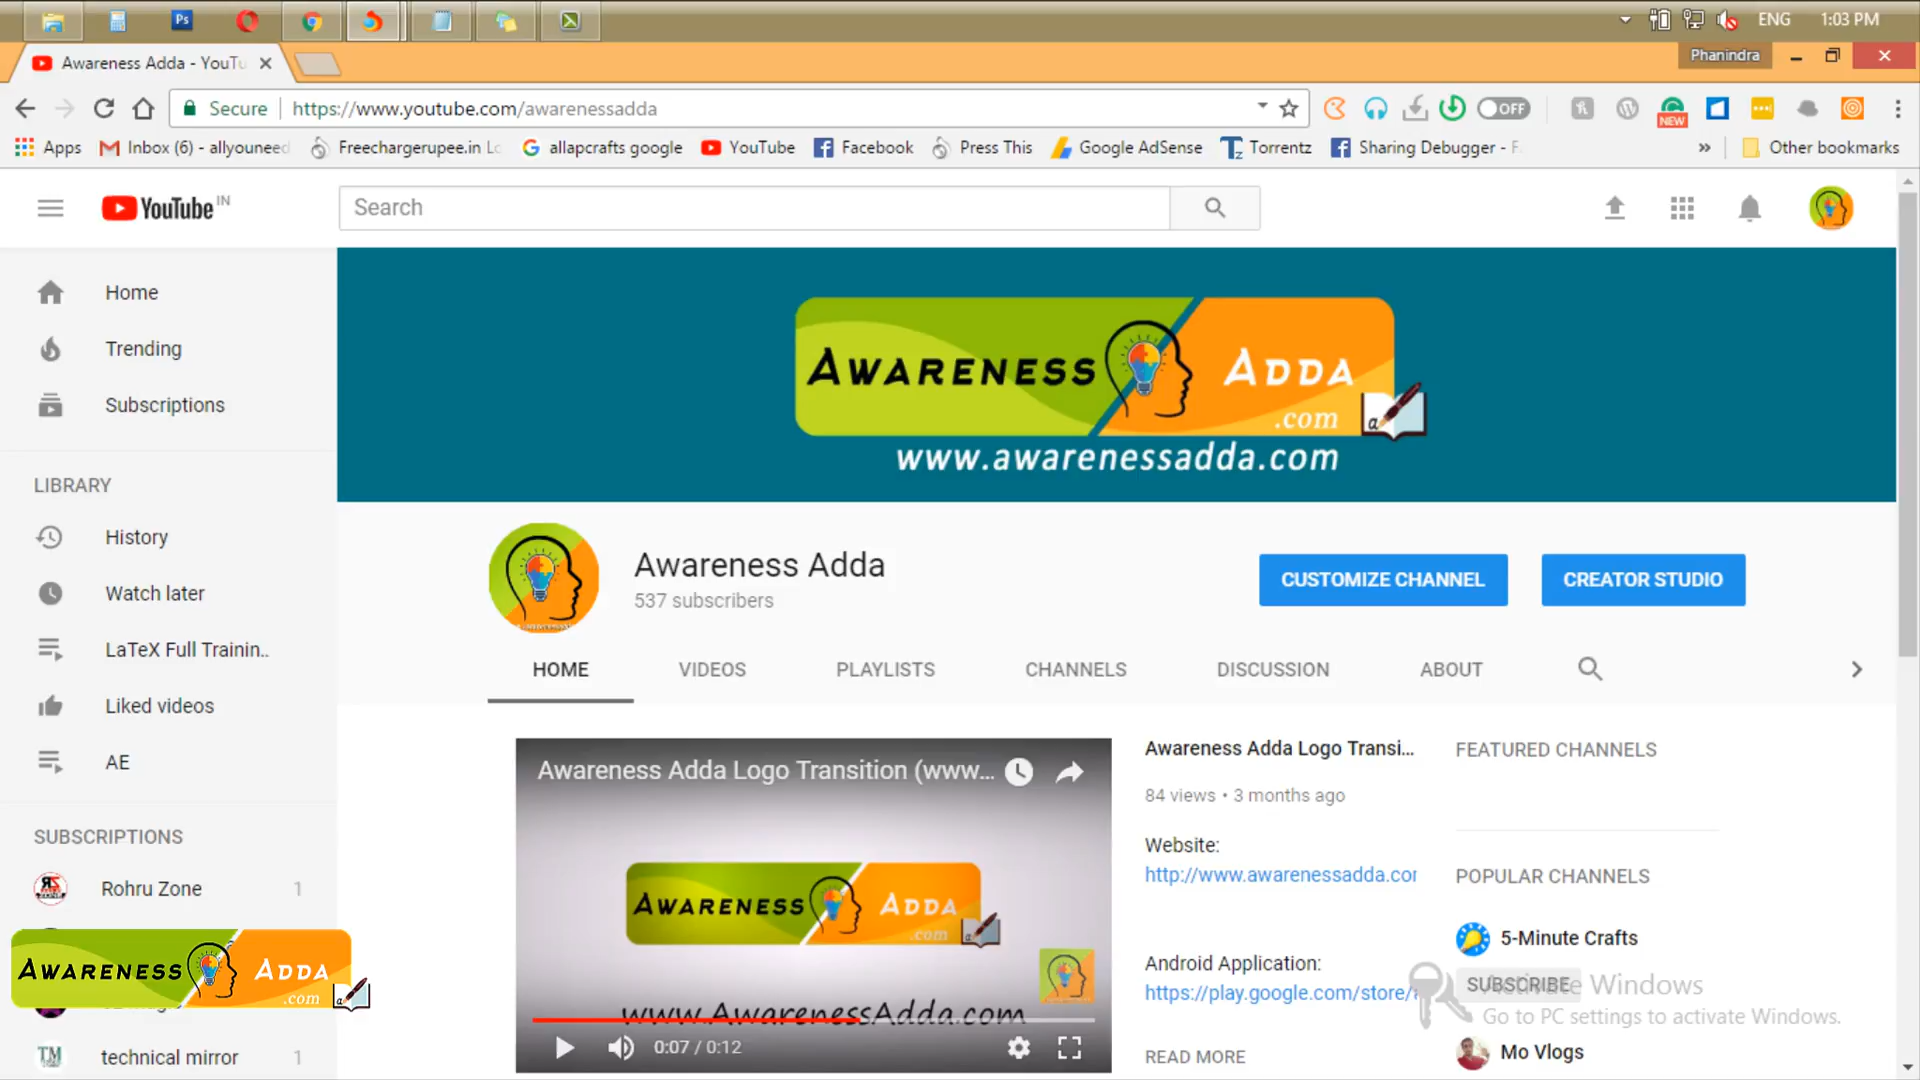 Ps
ENG
1:03 PM
Awareness Adda - YouTu
Phanindra
Secure
https://www.youtube.com/awarenessadda
OFF
NEW
Apps
Inbox (6) - allyouneed
Freechargerupee.in Lo
allapcrafts google
YouTube
Facebook
Press This
Google AdSense
Torrentz
Sharing Debugger - F
»
Other bookmarks
YouTube IN
Search
Home
Trending
Subscriptions
LIBRARY
History
Watch later
LaTeX Full Trainin..
Liked videos
AE
SUBSCRIPTIONS
Rohru Zone
1
technical mirror
1
AWARENESS ADDA
.com
www.awarenessadda.com
Awareness Adda
537 subscribers
CUSTOMIZE CHANNEL
CREATOR STUDIO
HOME
VIDEOS
PLAYLISTS
CHANNELS
DISCUSSION
ABOUT
Awareness Adda Logo Transition (www...
AWARENESS ADDA
.com
www.AwarenessAdda.com
0:07 / 0:12
Awareness Adda Logo Transi...
84 views • 3 months ago
Website:
http://www.awarenessadda.cor
Android Application:
https://play.google.com/store/
READ MORE
FEATURED CHANNELS
POPULAR CHANNELS
5-Minute Crafts
SUBSCRIBE
Mo Vlogs
Activate Windows
Go to PC settings to activate Windows.
AWARENESS ADDA
.com